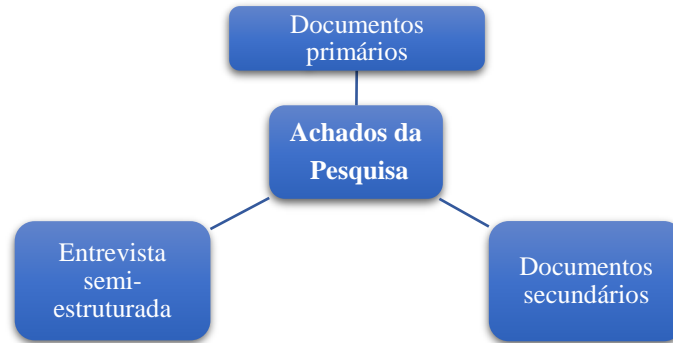 Documentos
primários
Achados da
Pesquisa
Entrevista
semi-
estruturada
Documentos
secundários